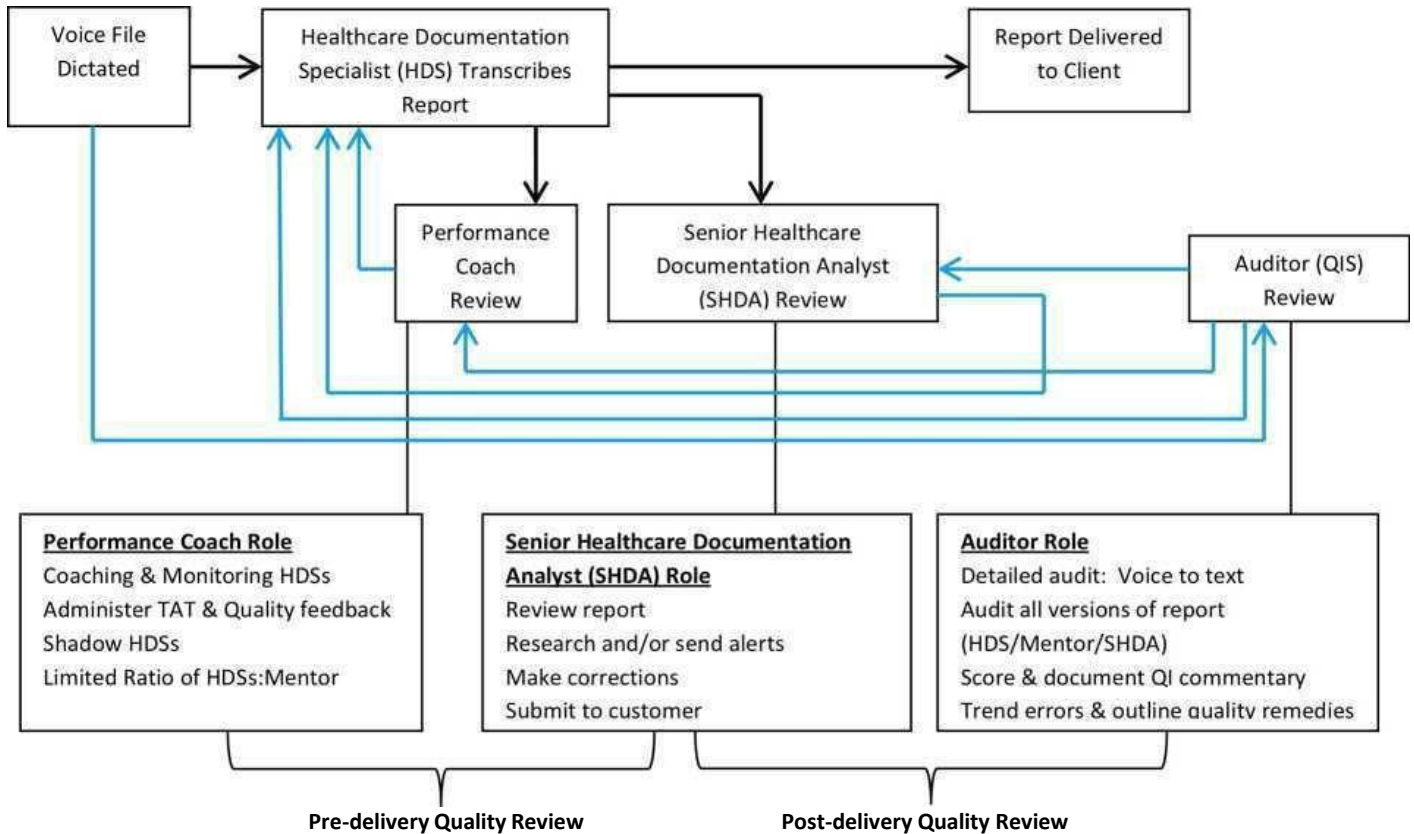 Voice File
Dictated
Healthcare Documentation
Specialist (HDS) Transcribes
Report
Report Delivered
to Client
Performance
Coach
Review
Senior Healthcare
Documentation Analyst
(SHDA) Review
Auditor (QIS)
Review
Performance Coach Role
Coaching & Monitoring HDSs
Administer TAT & Quality feedback
Shadow HDSs
Limited Ratio of HDSs:Mentor
Senior Healthcare Documentation
Analyst (SHDA) Role
Review report
Research and/or send alerts
Make corrections
Submit to customer
Auditor Role
Detailed audit:  Voice to text
Audit all versions of report
(HDS/Mentor/SHDA)
Score & document QI commentary
Trend errors & outline quality remedies
Pre-delivery Quality Review
Post-delivery Quality Review